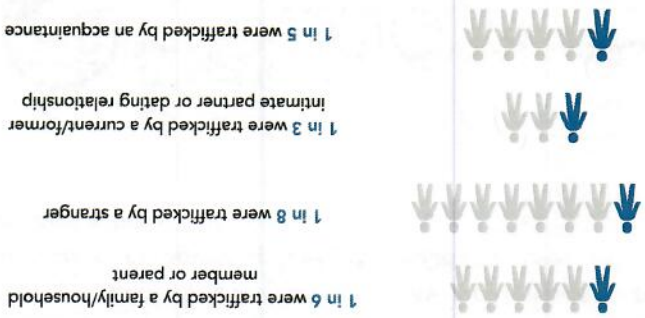 1 in 6 were trafficked by a family/household
member or parent
1 in 8 were trafficked by a stranger
1 in 3 were trafficked by a current/former
intimate partner or dating relationship
1 in 5 were trafficked by an acquaintance